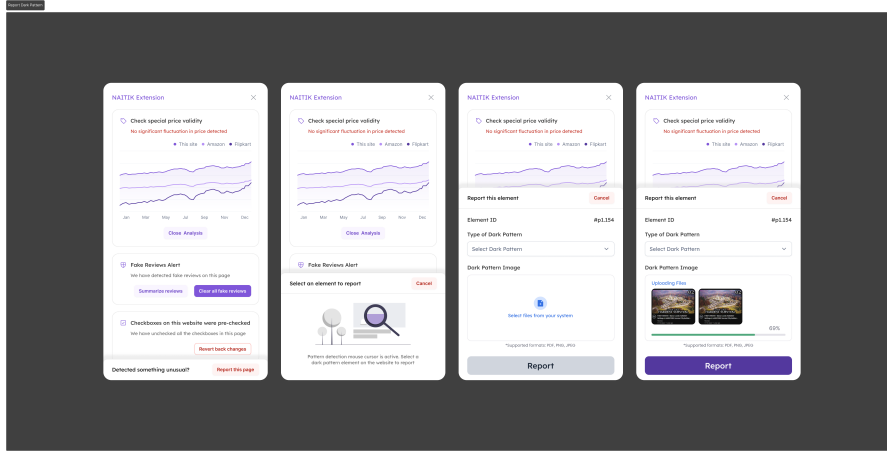 Report Dark Pattern
NAITIK Extension
Check special price validity
No significant fluctuation in price detected
This site
Amazon
Flipkart
Jan
Mar
May
Jul
Sep
Nov
Dec
Close Analysis
Fake Reviews Alert
We have detected fake reviews on this page
Summarize reviews
Clear all fake reviews
Checkboxes on this website were pre-checked
We have unchecked all the checkboxes in this page
Revert back changes
Detected something unusual?
Report this page
NAITIK Extension
Check special price validity
No significant fluctuation in price detected
This site
Amazon
Flipkart
Jan
Mar
May
Jul
Sep
Nov
Dec
Close Analysis
Fake Reviews Alert
Select an element to report
Cancel
Pattern detection mouse cursor is active. Select a
dark pattern element on the website to report
NAITIK Extension
Check special price validity
No significant fluctuation in price detected
This site
Amazon
Flipkart
Report this element
Cancel
Element ID
#p1.154
Type of Dark Pattern
Select Dark Pattern
Dark Pattern Image
Select files from your system
*Supported formats: PDF, PNG, JPEG
Report
NAITIK Extension
Check special price validity
No significant fluctuation in price detected
This site
Amazon
Flipkart
Report this element
Cancel
Element ID
#p1.154
Type of Dark Pattern
Select Dark Pattern
Dark Pattern Image
Uploading Files
69%
*Supported formats: PDF, PNG, JPEG
Report